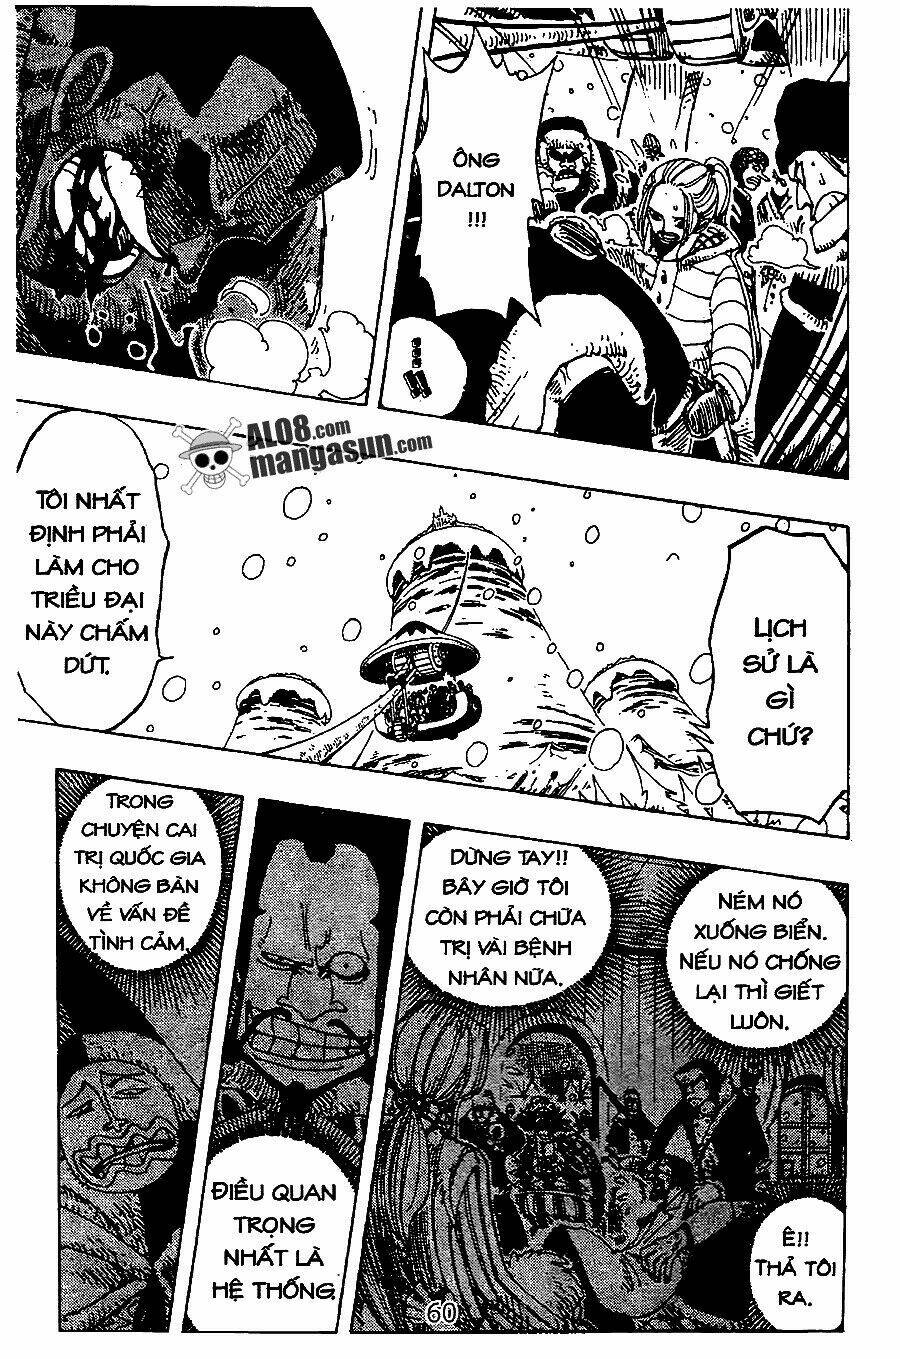 ÔNG
DALTON
!!!
AL08.com
mangasun.com
LỊCH
SỬ LÀ
GÌ
CHỨ?
TÔI NHẤT
ĐỊNH PHẢI
LÀM CHO
TRIỀU ĐẠI
NÀY CHẤM
DỨT.
NÉM NÓ
XUỐNG BIỂN.
NẾU NÓ CHỐNG
LẠI THÌ GIẾT
LUÔN.
DỪNG TAY!!
BÂY GIỜ TÔI
CÒN PHẢI CHỮA
TRỊ VÀI BỆNH
NHÂN NỮA.
Ê!!
THẢ TÔI
RA.
ĐIỀU QUAN
TRỌNG
NHẤT LÀ
HỆ THỐNG.
TRONG
CHUYỆN CAI
TRỊ QUỐC GIA
KHÔNG BÀN
VỀ VẤN ĐỀ
TÌNH CẢM.
60